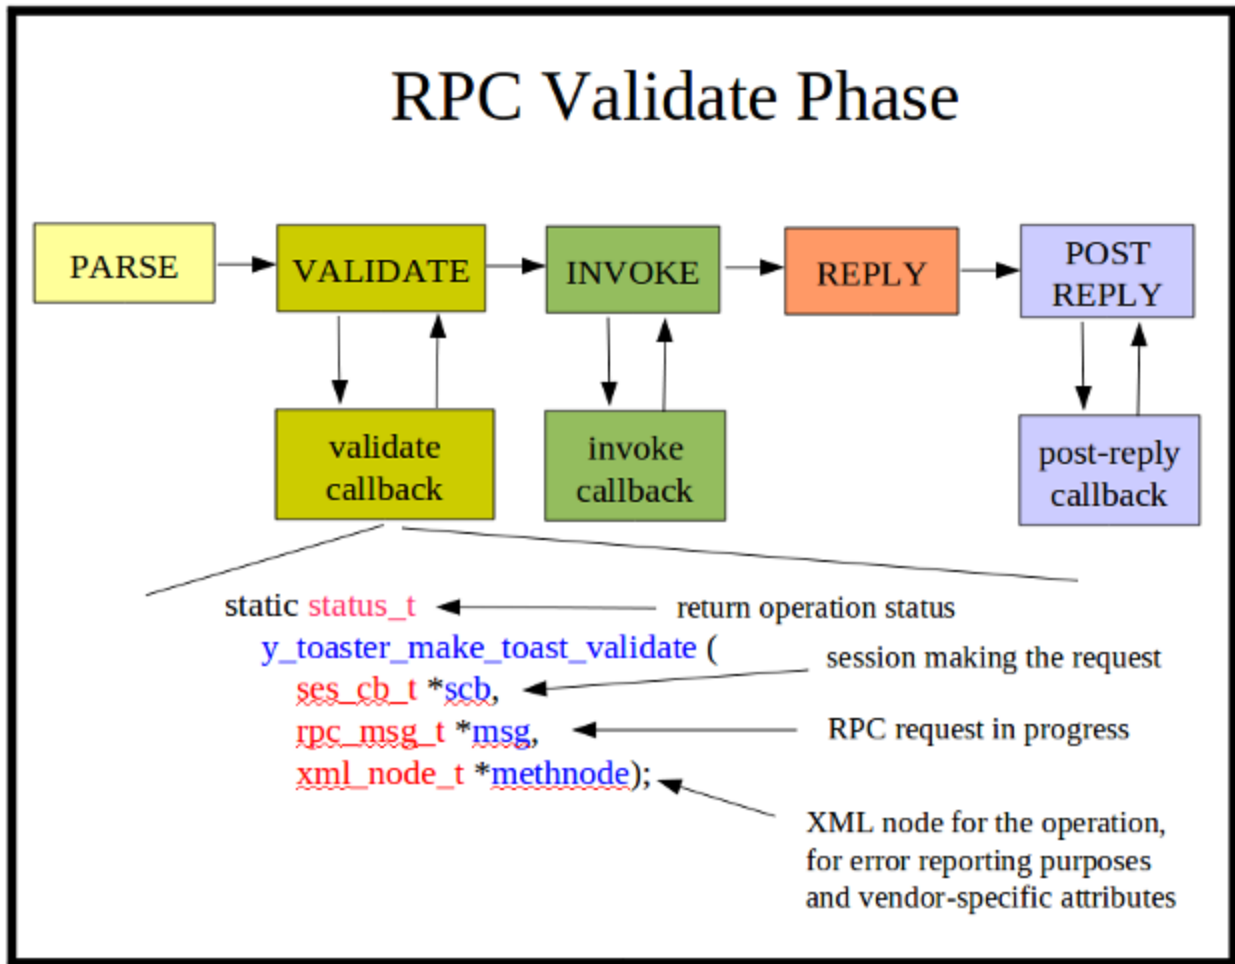 RPC Validate Phase
PARSE
VALIDATE
INVOKE
REPLY
POST
REPLY
validate
callback
invoke
callback
post-reply
callback
static status_t
return operation status
y_toaster_make_toast_validate (
session making the request
ses_cb_t *scb,
rpc_msg_t *msg,
RPC request in progress
xml_node_t *methnode);
XML node for the operation,
for error reporting purposes
and vendor-specific attributes